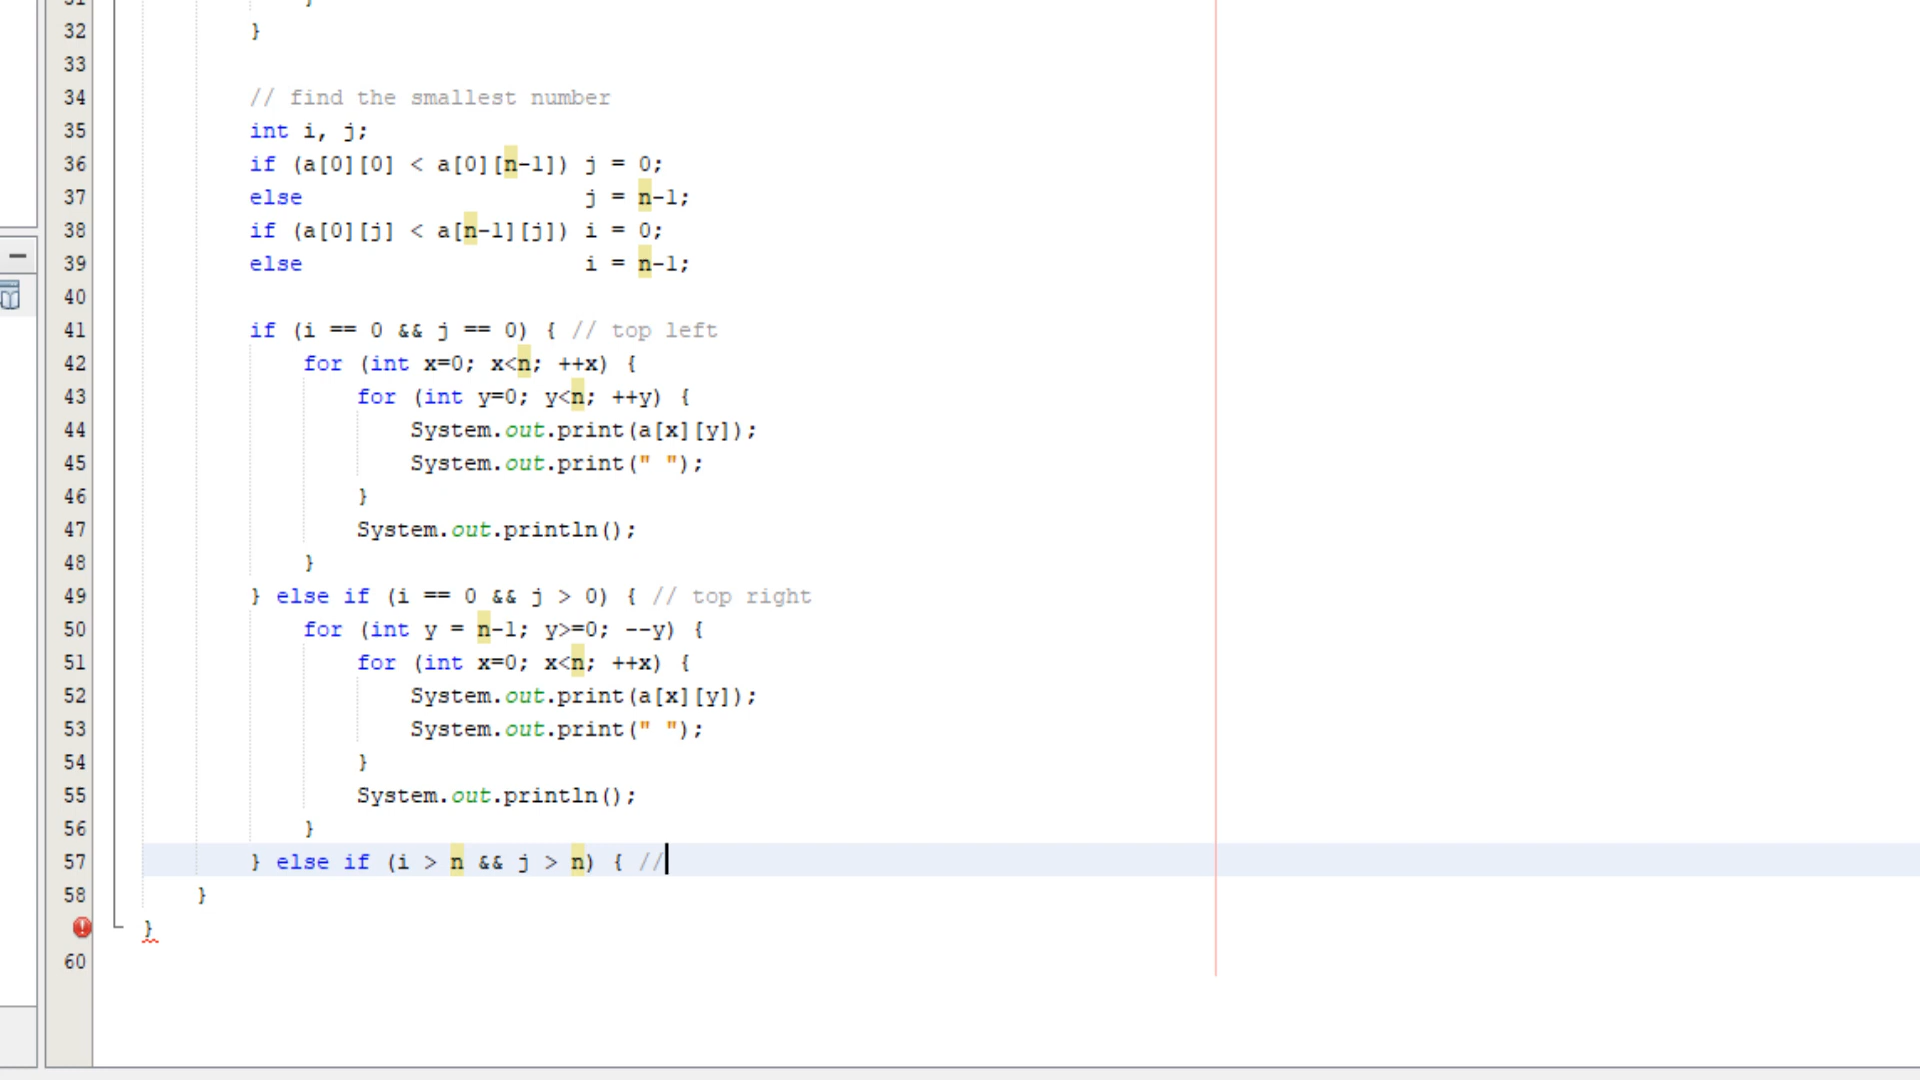 31 }
32 }
33
34 // find the smallest number
35 int i, j;
36 if (a[0][0] < a[0][n-1]) j = 0;
37 else j = n-1;
38 if (a[0][j] < a[n-1][j]) i = 0;
39 else i = n-1;
40
41 if (i == 0 && j == 0) { // top left
42 for (int x=0; x<n; ++x) {
43 for (int y=0; y<n; ++y) {
44 System.out.print(a[x][y]);
45 System.out.print(" ");
46 }
47 System.out.println();
48 }
49 } else if (i == 0 && j > 0) { // top right
50 for (int y = n-1; y>=0; --y) {
51 for (int x=0; x<n; ++x) {
52 System.out.print(a[x][y]);
53 System.out.print(" ");
54 }
55 System.out.println();
56 }
57 } else if (i > n && j > n) { //
58 }
}
60